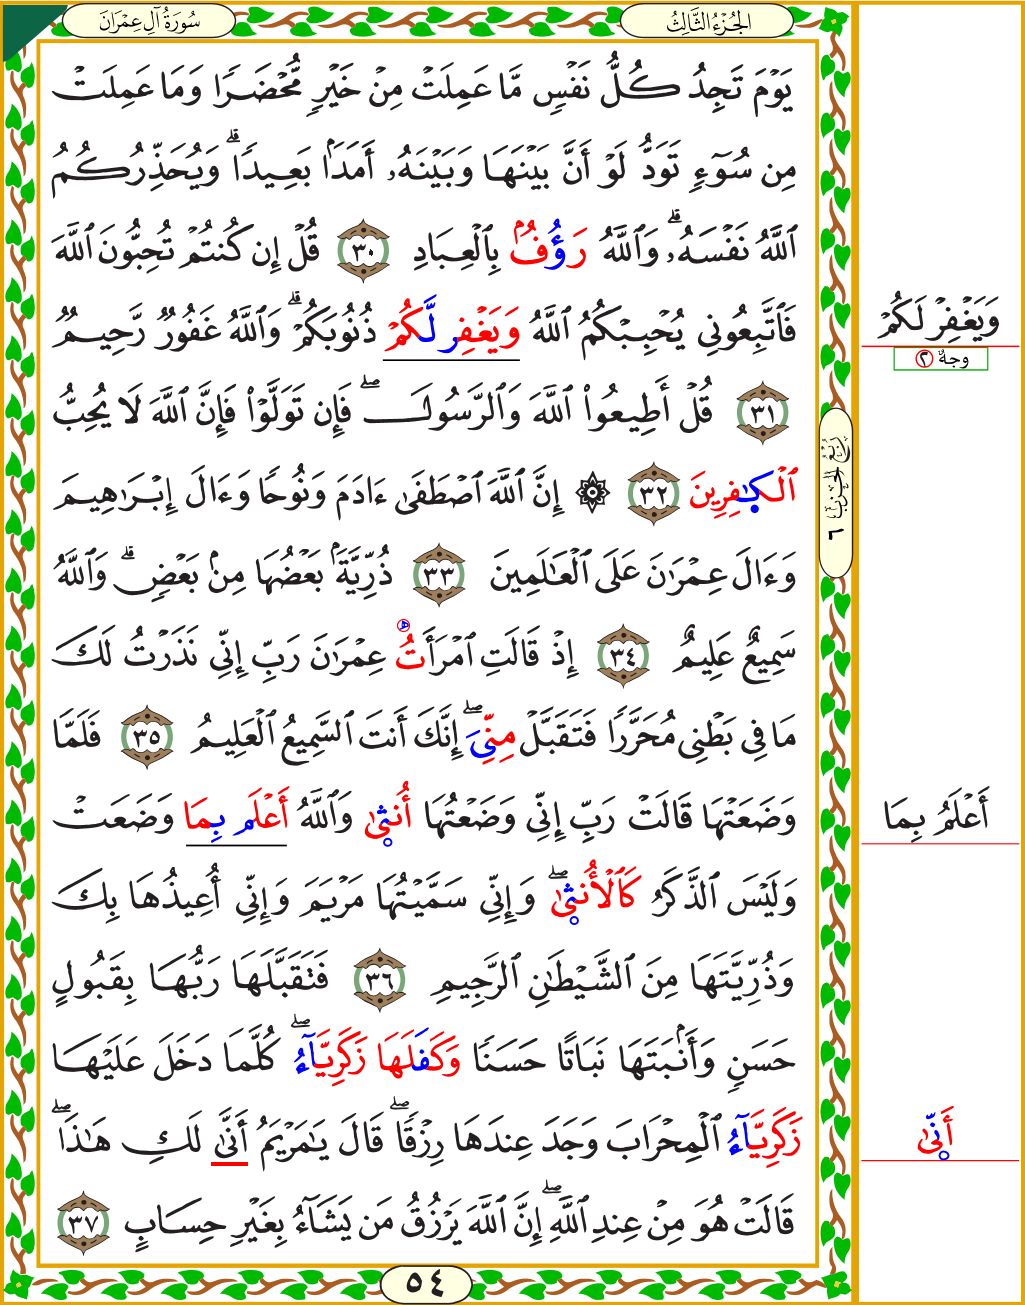 سُورَةُ آلِ عِمْرَانَ
الجُزْءُ الثَّالِثُ
يَوْمَ تَجِدُ كُلُّ نَفْسٍ مَّا عَمِلَتْ مِنْ خَيْرٍ مُّحْضَرًا وَمَا عَمِلَتْ
مِن سُوٓءٍ تَوَدُّ لَوْ أَنَّ بَيْنَهَا وَبَيْنَهُۥ أَمَدَۢا بَعِيدًا ۗ وَيُحَذِّرُكُمُ
ٱللَّهُ نَفْسَهُۥ ۗ وَٱللَّهُ رَؤُفٌۢ بِٱلْعِبَادِ ٣٠ قُلْ إِن كُنتُمْ تُحِبُّونَ ٱللَّهَ
فَٱتَّبِعُونِي يُحْبِبْكُمُ ٱللَّهُ وَيَغْفِر لَّكُمْ ذُنُوبَكُمْ ۗ وَٱللَّهُ غَفُورٌ رَّحِيمٌ
٣١ قُلْ أَطِيعُوا۟ ٱللَّهَ وَٱلرَّسُولَ ۖ فَإِن تَوَلَّوْا۟ فَإِنَّ ٱللَّهَ لَا يُحِبُّ
ٱلْكَـٰفِرِينَ ٣٢ ۞ إِنَّ ٱللَّهَ ٱصْطَفَىٰ ءَادَمَ وَنُوحًا وَءَالَ إِبْرَٰهِيمَ
وَءَالَ عِمْرَٰنَ عَلَى ٱلْعَـٰلَمِينَ ٣٣ ذُرِّيَّةَۢ بَعْضُهَا مِنۢ بَعْضٍ ۗ وَٱللَّهُ
سَمِيعٌ عَلِيمٌ ٣٤ إِذْ قَالَتِ ٱمْرَأَتُ عِمْرَٰنَ رَبِّ إِنِّي نَذَرْتُ لَكَ
مَا فِي بَطْنِي مُحَرَّرًا فَتَقَبَّلْ مِنِّيَ ۖ إِنَّكَ أَنتَ ٱلسَّمِيعُ ٱلْعَلِيمُ ٣٥ فَلَمَّا
وَضَعَتْهَا قَالَتْ رَبِّ إِنِّي وَضَعْتُهَا أُنثَىٰ وَٱللَّهُ أَعْلَم بِمَا وَضَعَتْ
وَلَيْسَ ٱلذَّكَرُ كَٱلْأُنثَىٰ ۖ وَإِنِّي سَمَّيْتُهَا مَرْيَمَ وَإِنِّي أُعِيذُهَا بِكَ
وَذُرِّيَّتَهَا مِنَ ٱلشَّيْطَـٰنِ ٱلرَّجِيمِ ٣٦ فَتَقَبَّلَهَا رَبُّهَا بِقَبُولٍ
حَسَنٍ وَأَنۢبَتَهَا نَبَاتًا حَسَنًا وَكَفَلَهَا زَكَرِيَّآءُ ۖ كُلَّمَا دَخَلَ عَلَيْهَا
زَكَرِيَّآءُ ٱلْمِحْرَابَ وَجَدَ عِندَهَا رِزْقًا ۖ قَالَ يَـٰمَرْيَمُ أَنَّىٰ لَكِ هَـٰذَا ۖ
قَالَتْ هُوَ مِنْ عِندِ ٱللَّهِ ۖ إِنَّ ٱللَّهَ يَرْزُقُ مَن يَشَآءُ بِغَيْرِ حِسَابٍ ٣٧
٥٤
وَيَغْفِرْ لَكُمْ
وجهٌ ٢
رُبْعُ الحِزْبِ ٦
أَعْلَمُ بِمَا
أَنَّىٰ